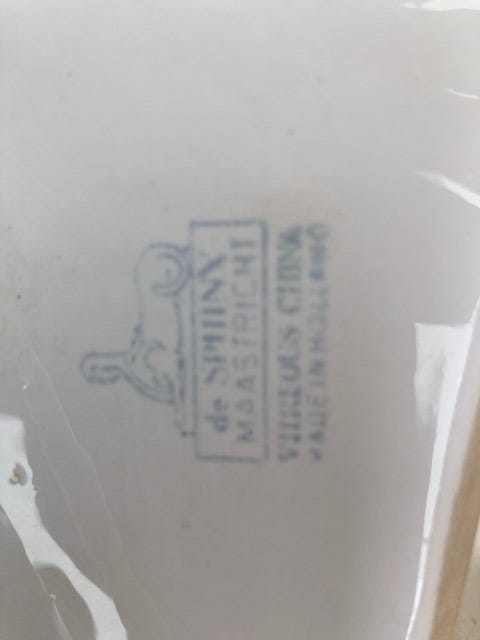 de SPHINX
MAASTRICHT
VITREOUS CHINA
MADE IN HOLLAND